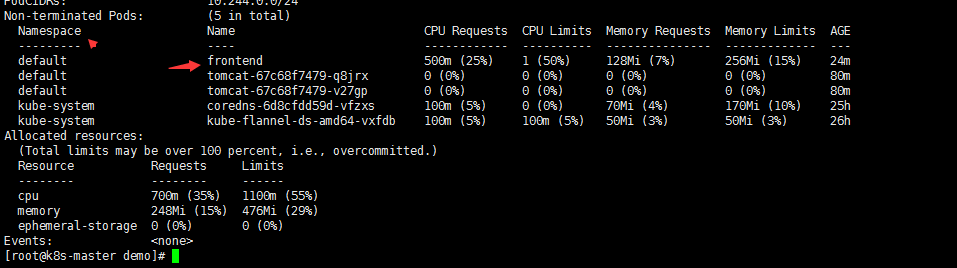 PodCIDRs: 10.244.0.0/24
Non-terminated Pods: (5 in total)
Namespace Name CPU Requests CPU Limits Memory Requests Memory Limits AGE
--------- ---- ------------ ---------- --------------- ------------- ---
default frontend 500m (25%) 1 (50%) 128Mi (7%) 256Mi (15%) 24m
default tomcat-67c68f7479-q8jrx 0 (0%) 0 (0%) 0 (0%) 0 (0%) 80m
default tomcat-67c68f7479-v27gp 0 (0%) 0 (0%) 0 (0%) 0 (0%) 80m
kube-system coredns-6d8cfdd59d-vfzxs 100m (5%) 0 (0%) 70Mi (4%) 170Mi (10%) 25h
kube-system kube-flannel-ds-amd64-vxfdb 100m (5%) 100m (5%) 50Mi (3%) 50Mi (3%) 26h
Allocated resources:
(Total limits may be over 100 percent, i.e., overcommitted.)
Resource Requests Limits
-------- -------- ------
cpu 700m (35%) 1100m (55%)
memory 248Mi (15%) 476Mi (29%)
ephemeral-storage 0 (0%) 0 (0%)
Events: <none>
[root@k8s-master demo]#